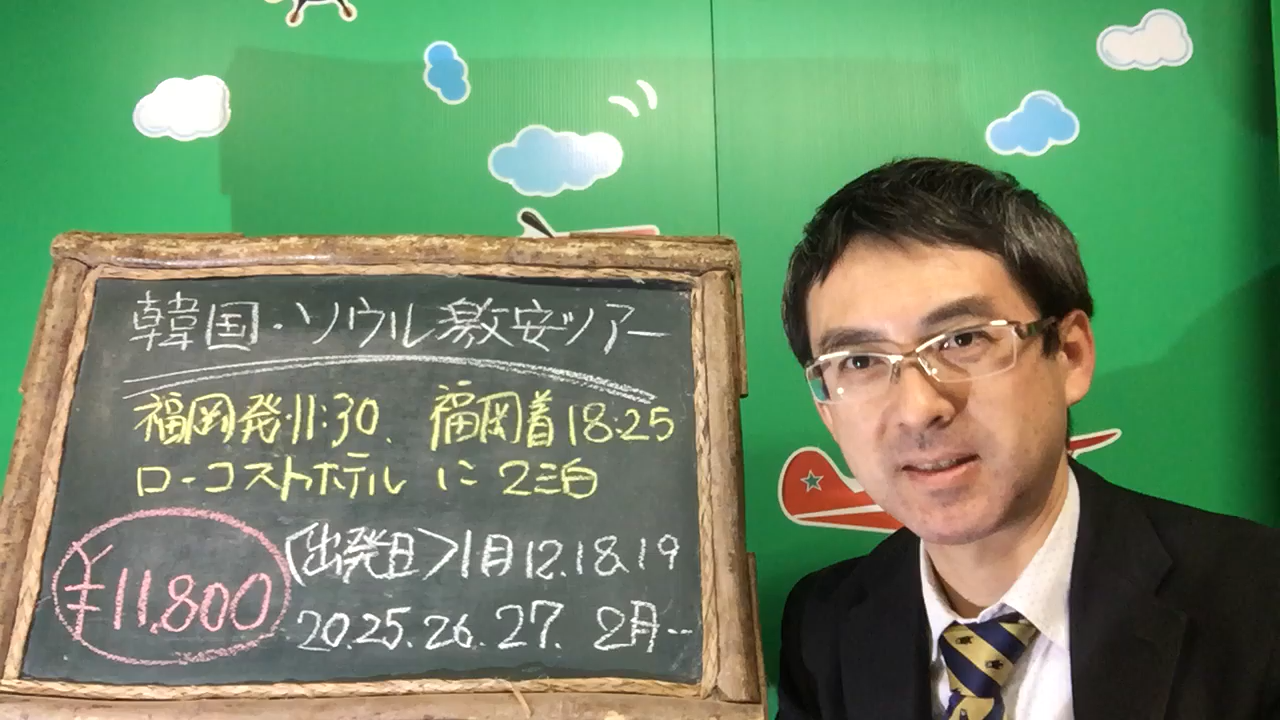 韓国・ソウル激安ツアー
福岡発11:30、福岡着18:25
ローコストホテルに2泊
¥11,800
〈出発日〉1月12.18.19
20.25.26.27. 2月--